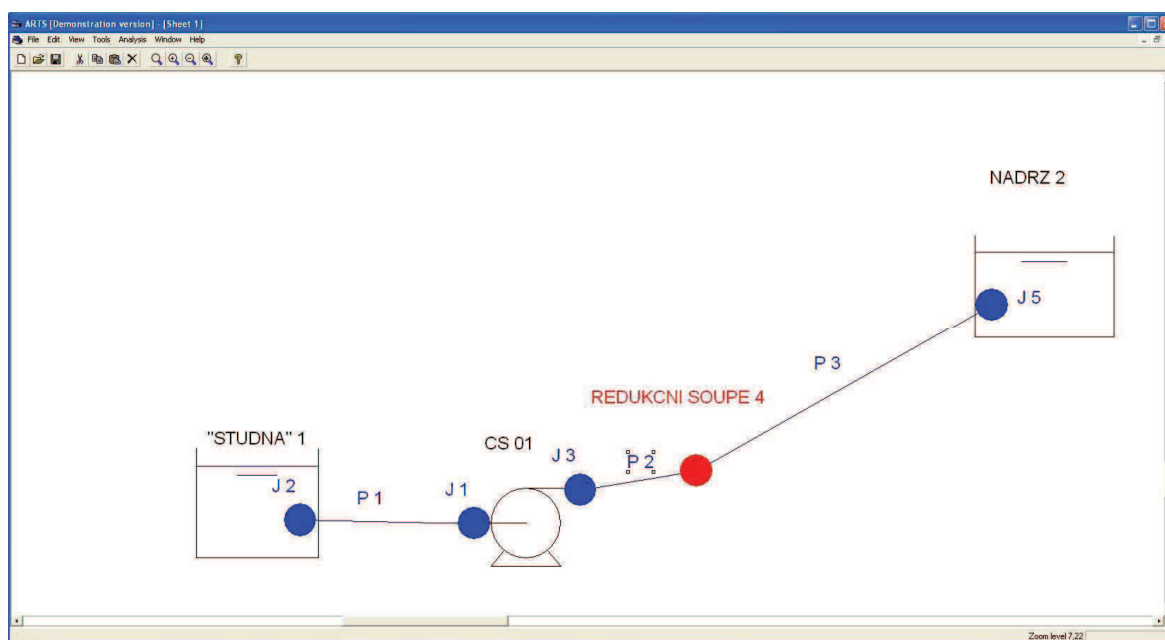 ARTS [Demonstration version] - [Sheet 1]
File Edit View Tools Analysis Window Help
NADRZ 2
J 5
P 3
REDUKCNI SOUPE 4
"STUDNA" 1
CS 01
J 3
P 2
J 2
P 1
J 1
Zoom level 7,22